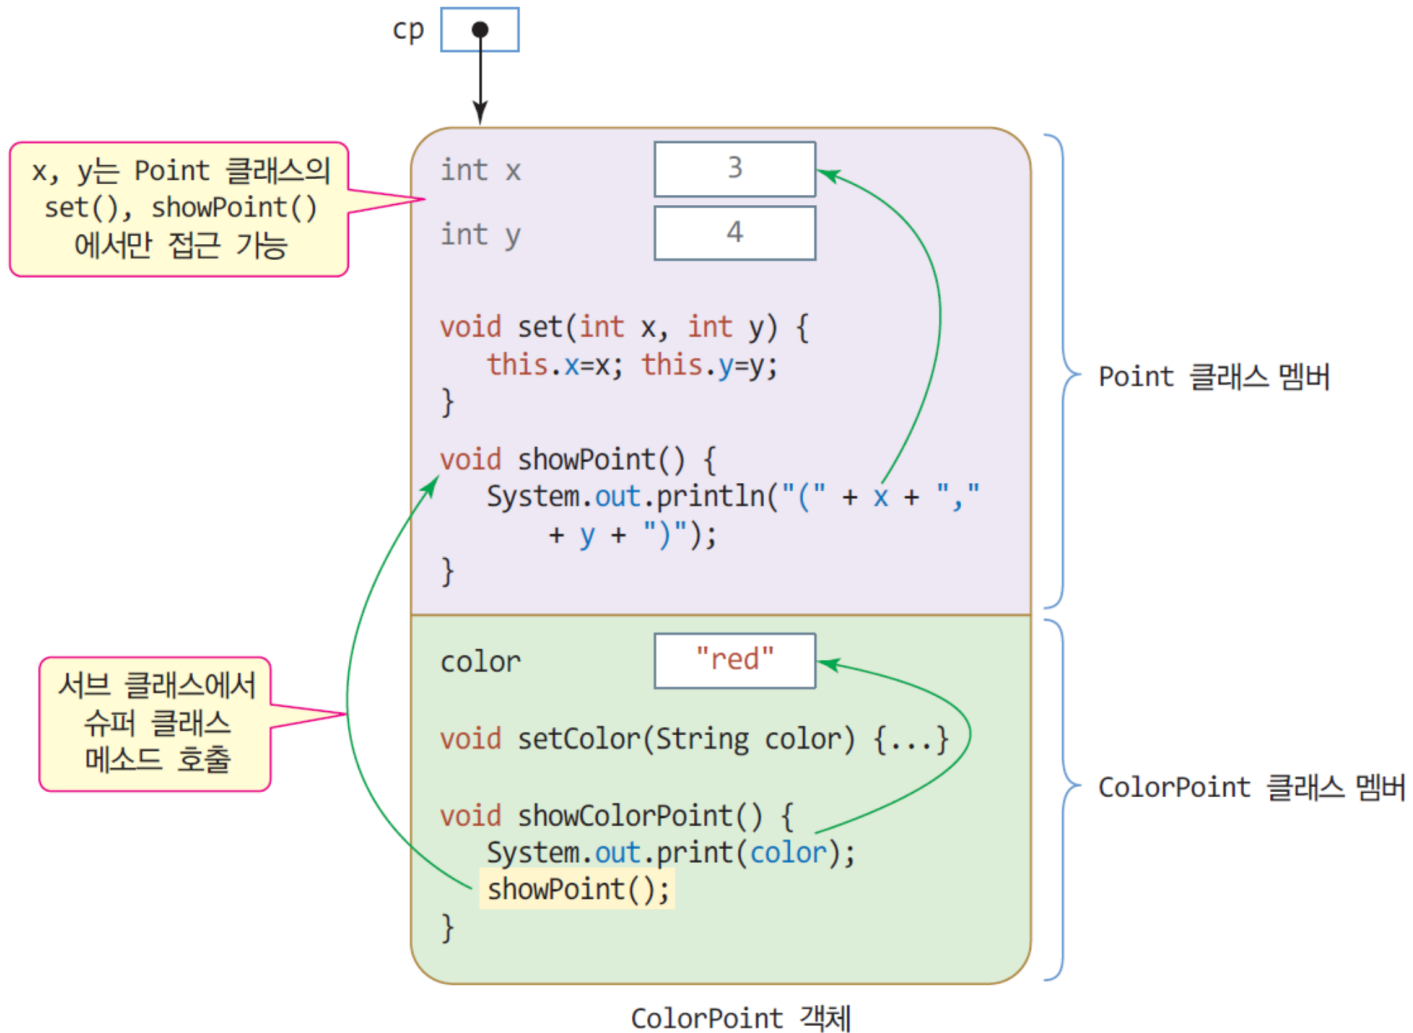 cp
x, y는 Point 클래스의
set(), showPoint()
에서만 접근 가능
int x
3
int y
4
void set(int x, int y) {
this.x=x; this.y=y;
}
void showPoint() {
System.out.println("(" + x + ","
+ y + ")");
}
Point 클래스 멤버
서브 클래스에서
슈퍼 클래스
메소드 호출
color
"red"
void setColor(String color) {...}
void showColorPoint() {
System.out.print(color);
showPoint();
}
ColorPoint 클래스 멤버
ColorPoint 객체